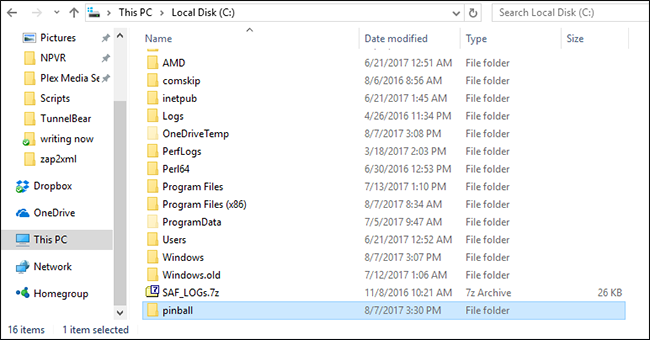 This PC > Local Disk (C:)
Search Local Disk (C:)
Pictures
NPVR
Plex Media Se
Scripts
TunnelBear
writing now
zap2xml
Dropbox
OneDrive
This PC
Network
Homegroup
Name Date modified Type Size
AMD 6/21/2017 12:51 AM File folder
comskip 8/6/2016 8:56 AM File folder
inetpub 6/21/2017 1:45 AM File folder
Logs 4/26/2016 11:34 PM File folder
OneDriveTemp 8/7/2017 3:08 PM File folder
PerfLogs 3/18/2017 2:03 PM File folder
Perl64 6/30/2016 12:53 PM File folder
Program Files 7/13/2017 1:10 PM File folder
Program Files (x86) 8/7/2017 8:34 AM File folder
ProgramData 7/5/2017 9:47 AM File folder
Users 6/21/2017 12:52 AM File folder
Windows 8/7/2017 3:07 PM File folder
Windows.old 7/12/2017 1:06 AM File folder
SAF_LOGs.7z 11/8/2016 10:21 AM 7z Archive 26 KB
pinball 8/7/2017 3:30 PM File folder
16 items 1 item selected